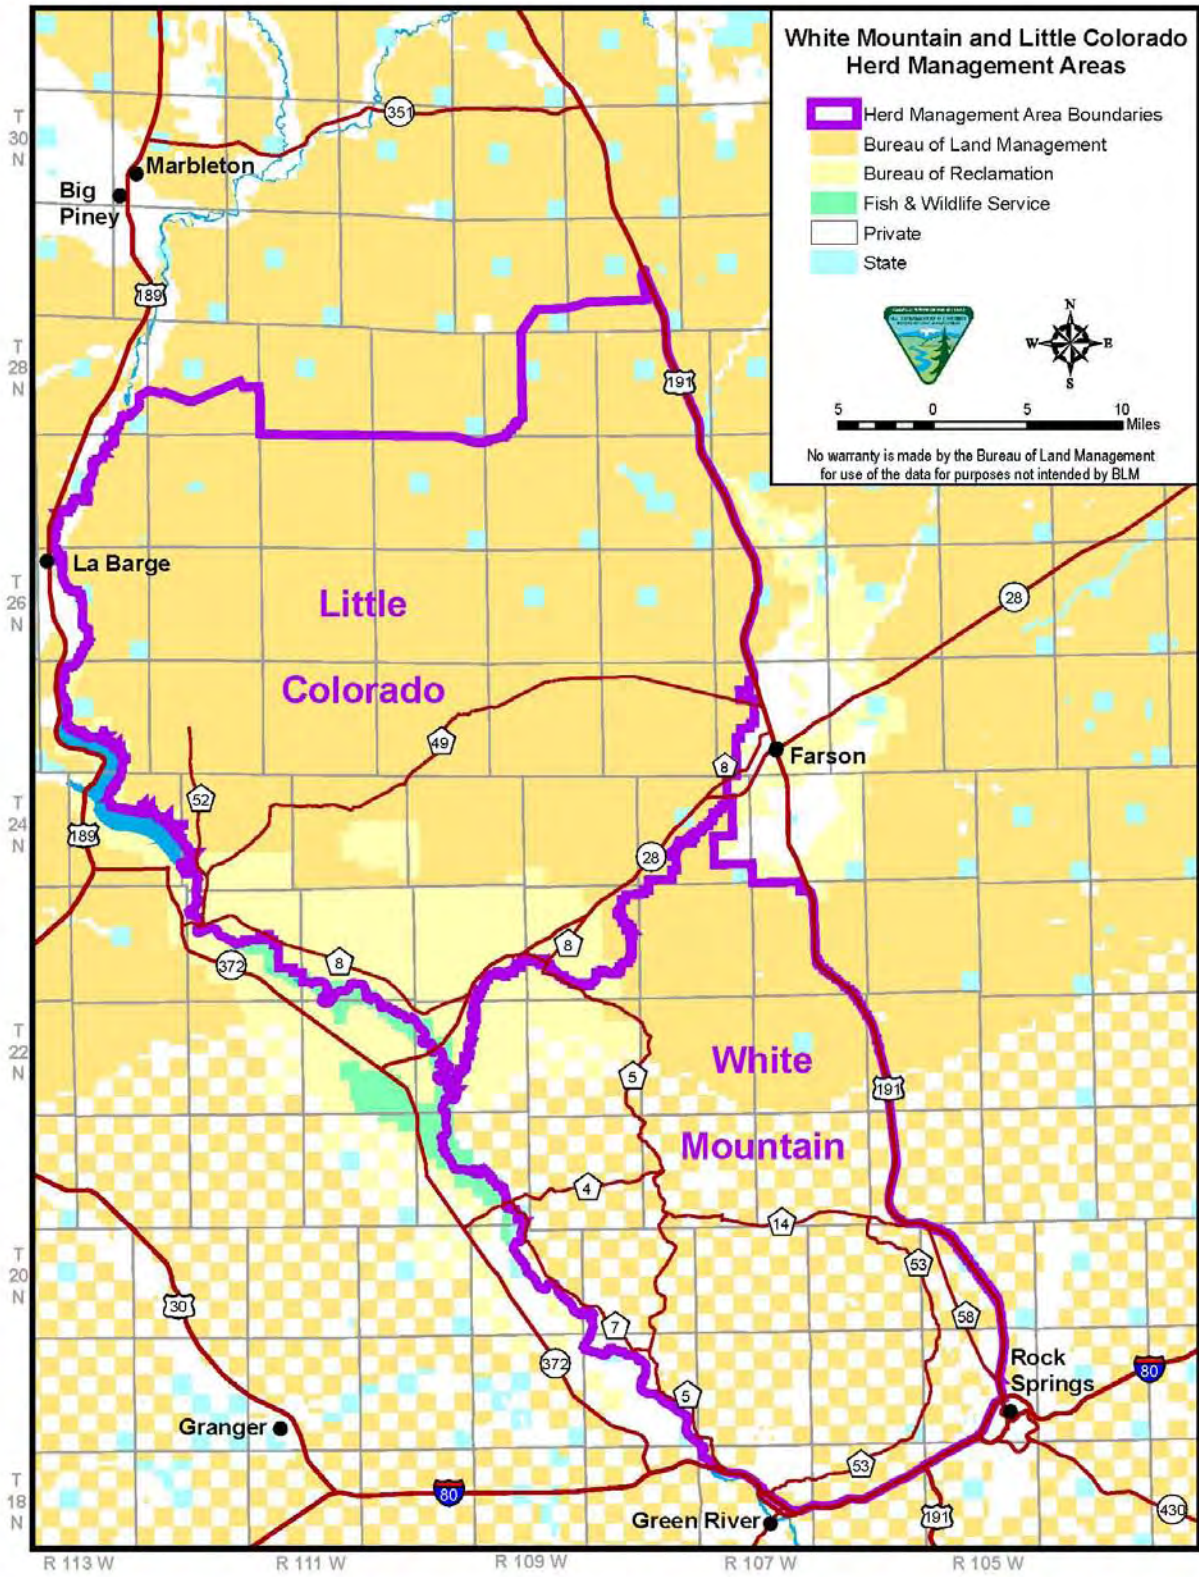 White Mountain and Little Colorado
Herd Management Areas
Herd Management Area Boundaries
Bureau of Land Management
Bureau of Reclamation
Fish & Wildlife Service
Private
State
N
W
E
S
5
0
5
10
Miles
No warranty is made by the Bureau of Land Management
for use of the data for purposes not intended by BLM
T
30
N
351
Marbleton
Big
Piney
189
T
28
N
191
La Barge
T
26
N
Little
Colorado
28
49
8
Farson
52
T
24
N
189
28
8
372
8
T
22
N
White
Mountain
5
191
4
14
T
20
N
53
30
58
7
372
Rock
Springs
80
5
Granger
53
T
18
N
80
Green River
191
430
R 113 W
R 111 W
R 109 W
R 107 W
R 105 W